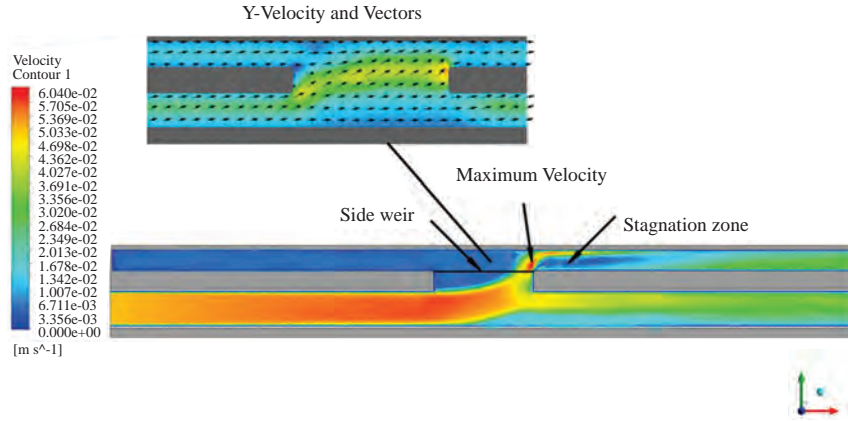 Y-Velocity and Vectors
Velocity
Contour 1
6.040e-02
5.705e-02
5.369e-02
5.033e-02
4.698e-02
4.362e-02
4.027e-02
3.691e-02
3.356e-02
3.020e-02
2.684e-02
2.349e-02
2.013e-02
1.678e-02
1.342e-02
1.007e-02
6.711e-03
3.356e-03
0.000e+00
[m s^-1]
Maximum Velocity
Side weir
Stagnation zone